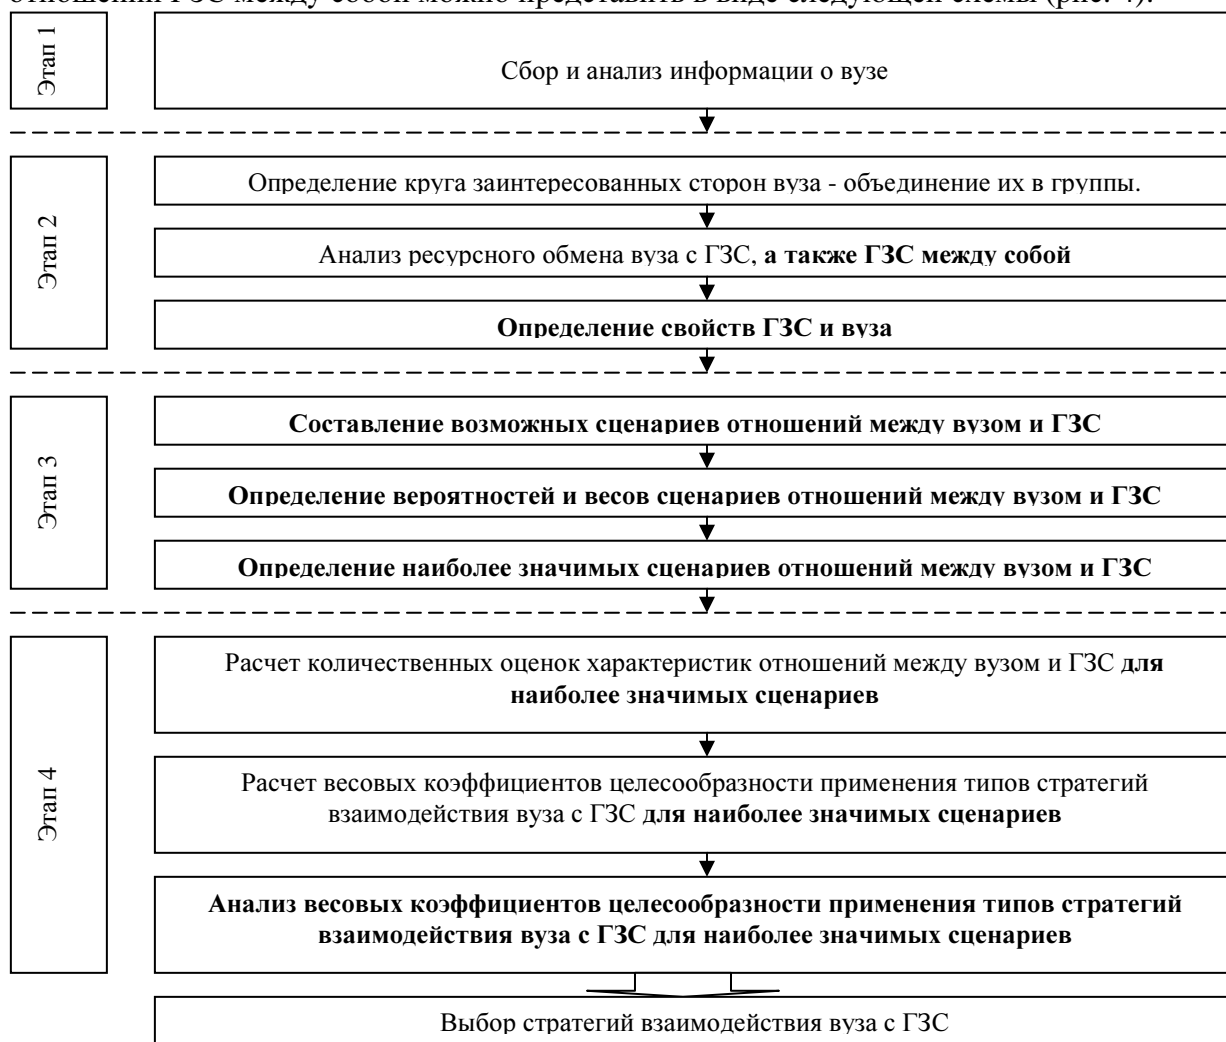 отношений ГЗС между собой можно представить в виде следующей схемы (рис. 4).
Этап 1
Сбор и анализ информации о вузе
Этап 2
Определение круга заинтересованных сторон вуза - объединение их в группы.
Анализ ресурсного обмена вуза с ГЗС, а также ГЗС между собой
Определение свойств ГЗС и вуза
Этап 3
Составление возможных сценариев отношений между вузом и ГЗС
Определение вероятностей и весов сценариев отношений между вузом и ГЗС
Определение наиболее значимых сценариев отношений между вузом и ГЗС
Этап 4
Расчет количественных оценок характеристик отношений между вузом и ГЗС для
наиболее значимых сценариев
Расчет весовых коэффициентов целесообразности применения типов стратегий
взаимодействия вуза с ГЗС для наиболее значимых сценариев
Анализ весовых коэффициентов целесообразности применения типов стратегий
взаимодействия вуза с ГЗС для наиболее значимых сценариев
Выбор стратегий взаимодействия вуза с ГЗС